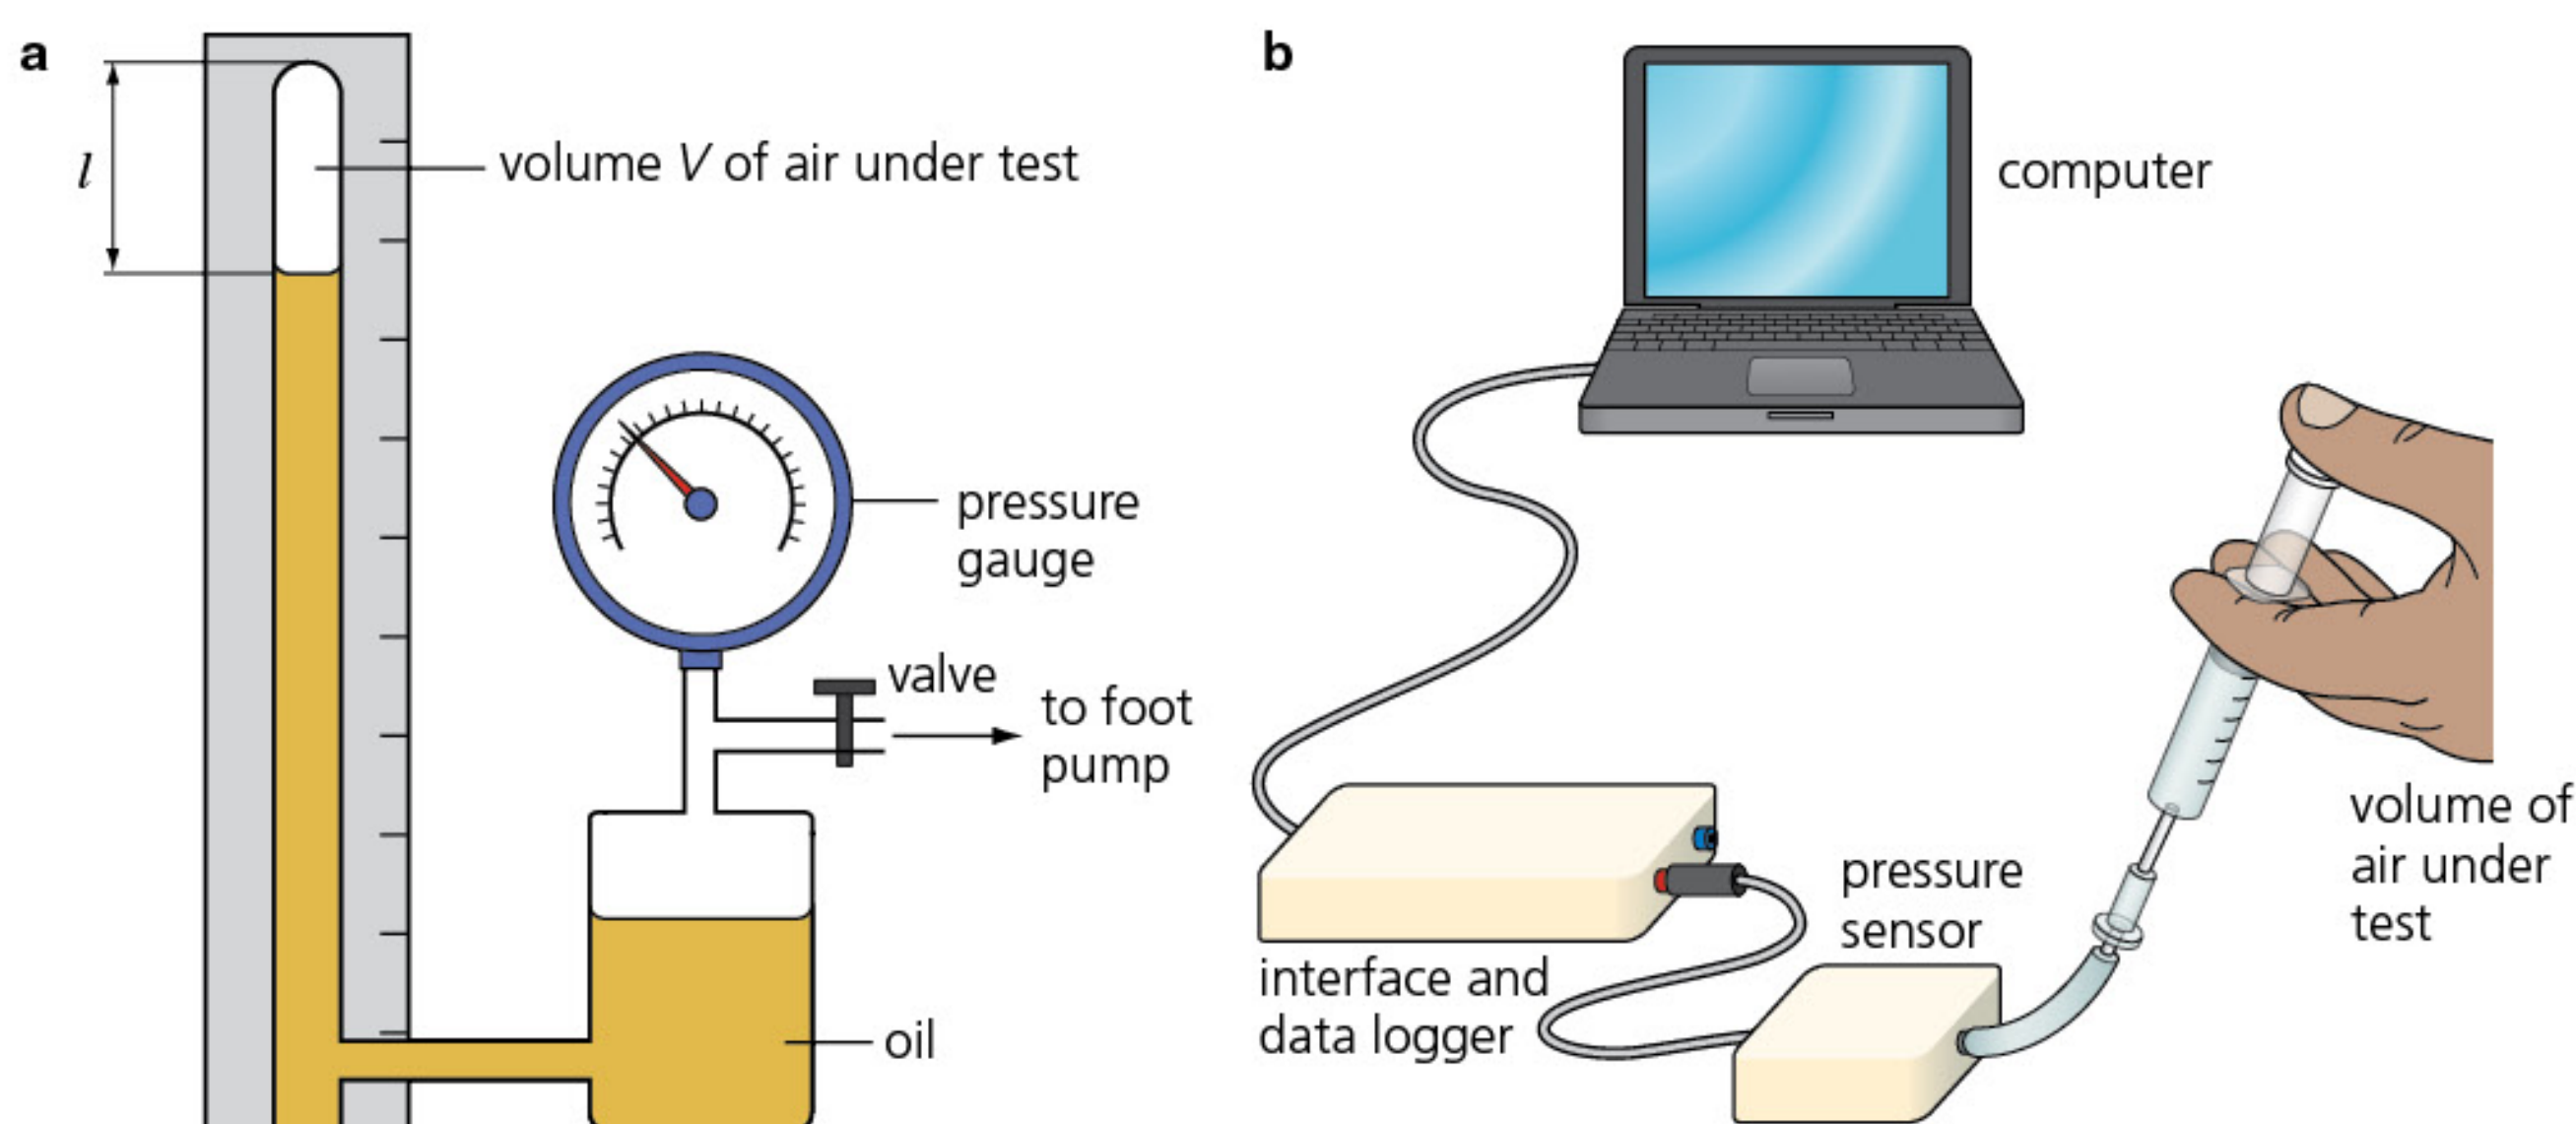 a
l
volume V of air under test
pressure
gauge
valve
to foot
pump
oil
b
computer
volume of
air under
test
pressure
sensor
interface and
data logger